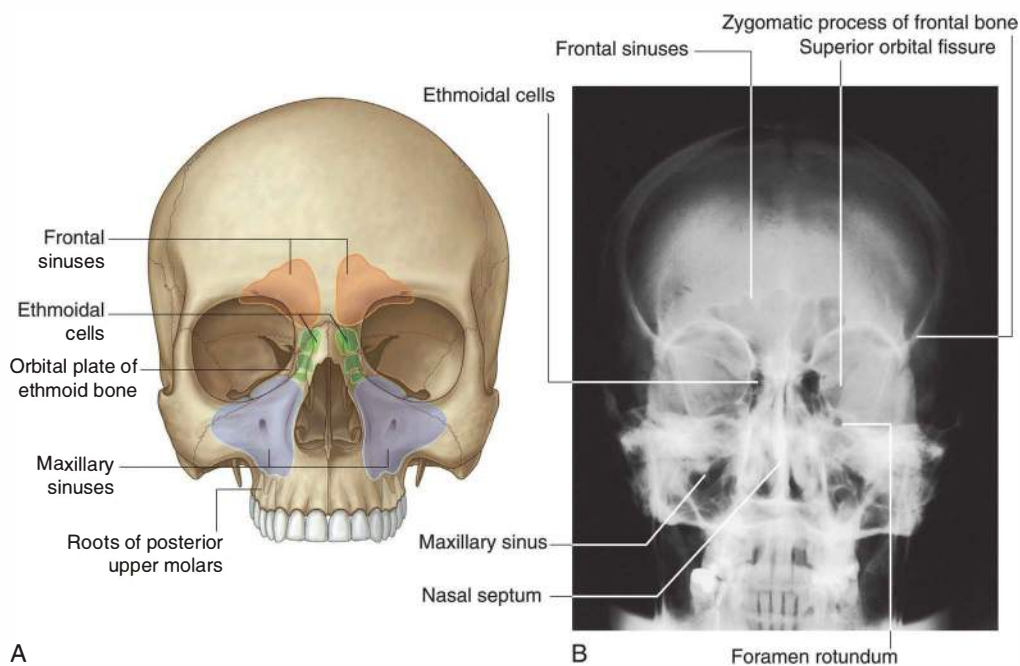 Frontal
sinuses
Ethmoidal
cells
Orbital plate of
ethmoid bone
Maxillary
sinuses
Roots of posterior
upper molars
A
Zygomatic process of frontal bone
Frontal sinuses
Superior orbital fissure
Ethmoidal cells
Maxillary sinus
Nasal septum
Foramen rotundum
B